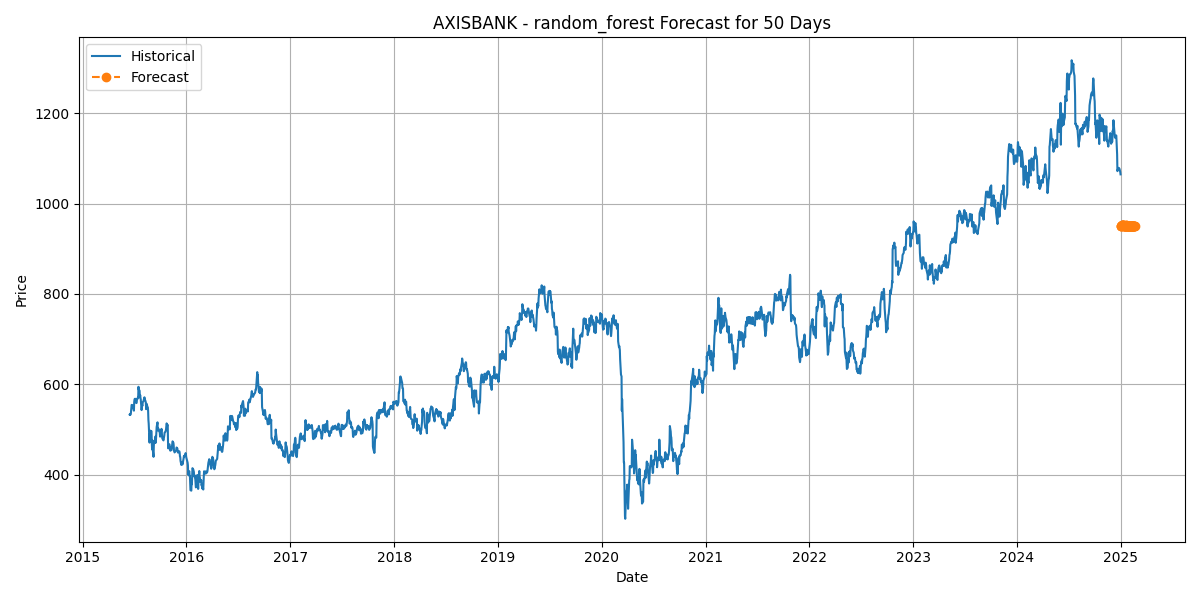 AXISBANK - random_forest Forecast for 50 Days
Historical
Forecast
Price
1200
1000
800
600
400
2015 2016 2017 2018 2019 2020 2021 2022 2023 2024 2025
Date